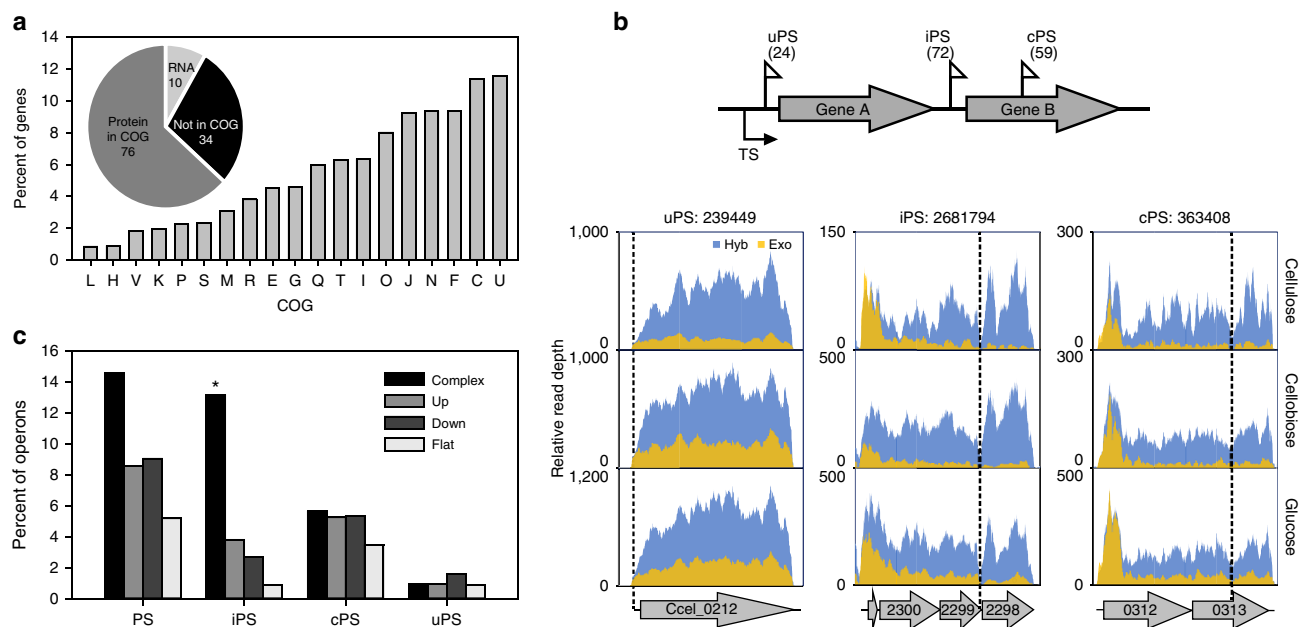 a
14
12
10
8
6
4
2
0
Percent of genes
RNA
10
Not in COG
34
Protein
in COG
76
L H V K P S M R E G Q T I O J N F C U
COG
b
uPS
(24)
iPS
(72)
cPS
(59)
Gene A
Gene B
TS
uPS: 239449
iPS: 2681794
cPS: 363408
Hyb Exo
1,000
0
1,000
0
1,200
0
150
0
500
0
500
0
300
0
300
0
500
0
Relative read depth
Cellulose
Cellobiose
Glucose
Ccel_0212
2300
2299
2298
0312
0313
c
16
14
12
10
8
6
4
2
0
Percent of operons
*
Complex
Up
Down
Flat
PS iPS cPS uPS